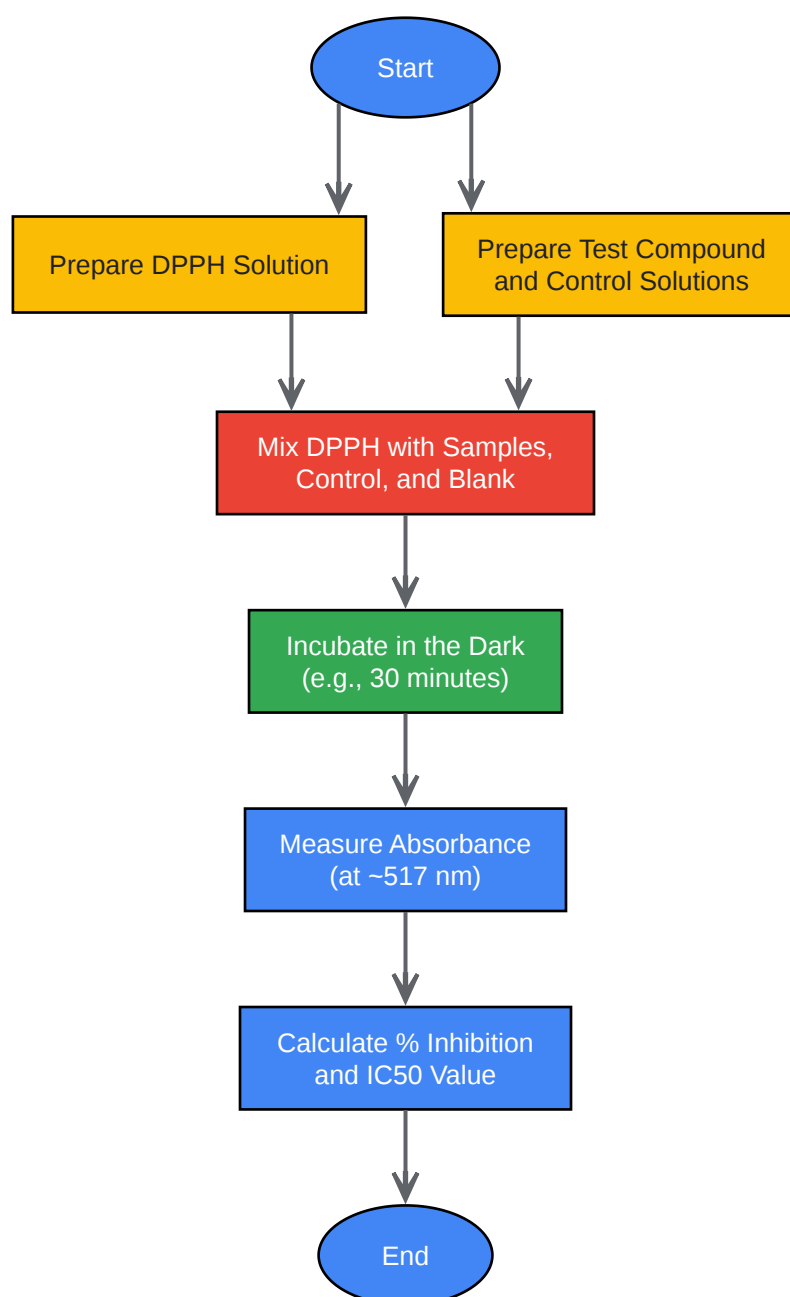 Start
Prepare DPPH Solution
Prepare Test Compound
and Control Solutions
Mix DPPH with Samples,
Control, and Blank
Incubate in the Dark
(e.g., 30 minutes)
Measure Absorbance
(at ~517 nm)
Calculate % Inhibition
and IC50 Value
End